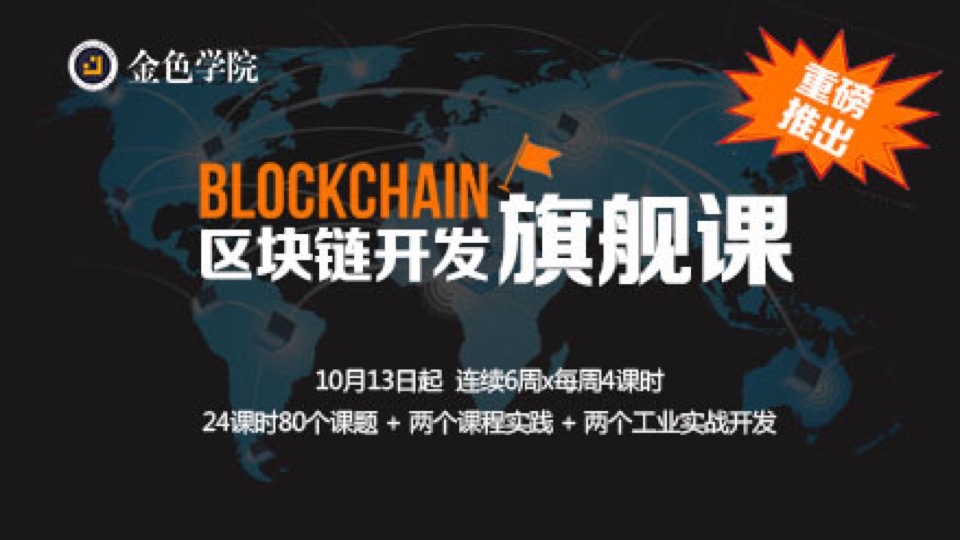 金色学院
重磅
推出
BLOCKCHAIN
区块链开发旗舰课
10月13日起 连续6周x每周4课时
24课时80个课题 + 两个课程实践 + 两个工业实战开发